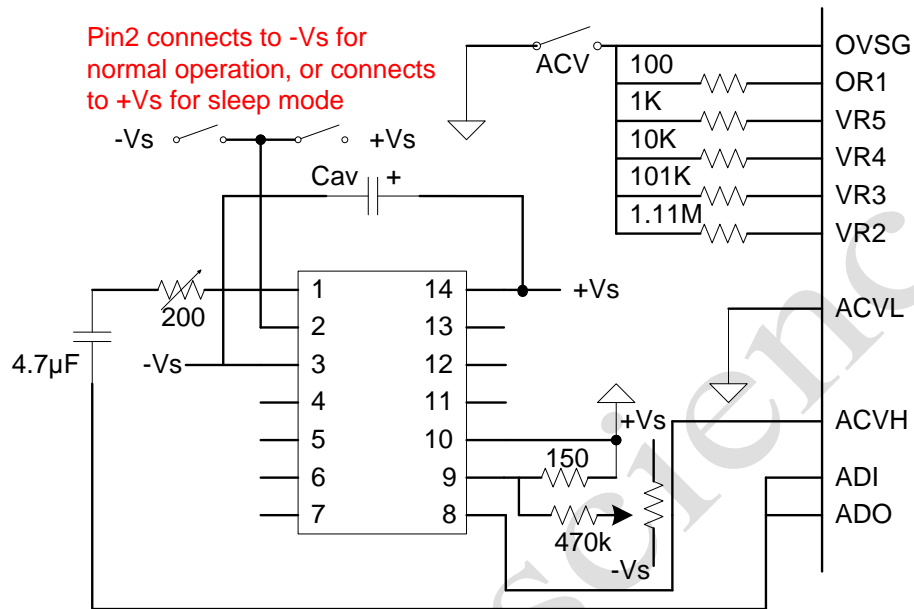 Pin2 connects to -Vs for
normal operation, or connects
to +Vs for sleep mode
-Vs
+Vs
Cav
+
ACV
OVSG
100
OR1
1K
VR5
10K
VR4
101K
VR3
1.11M
VR2
200
1
14
+Vs
2
13
-Vs
3
12
4
11
5
10
6
9
7
8
4.7µF
150
470k
+Vs
-Vs
ACVL
ACVH
ADI
ADO
scienc